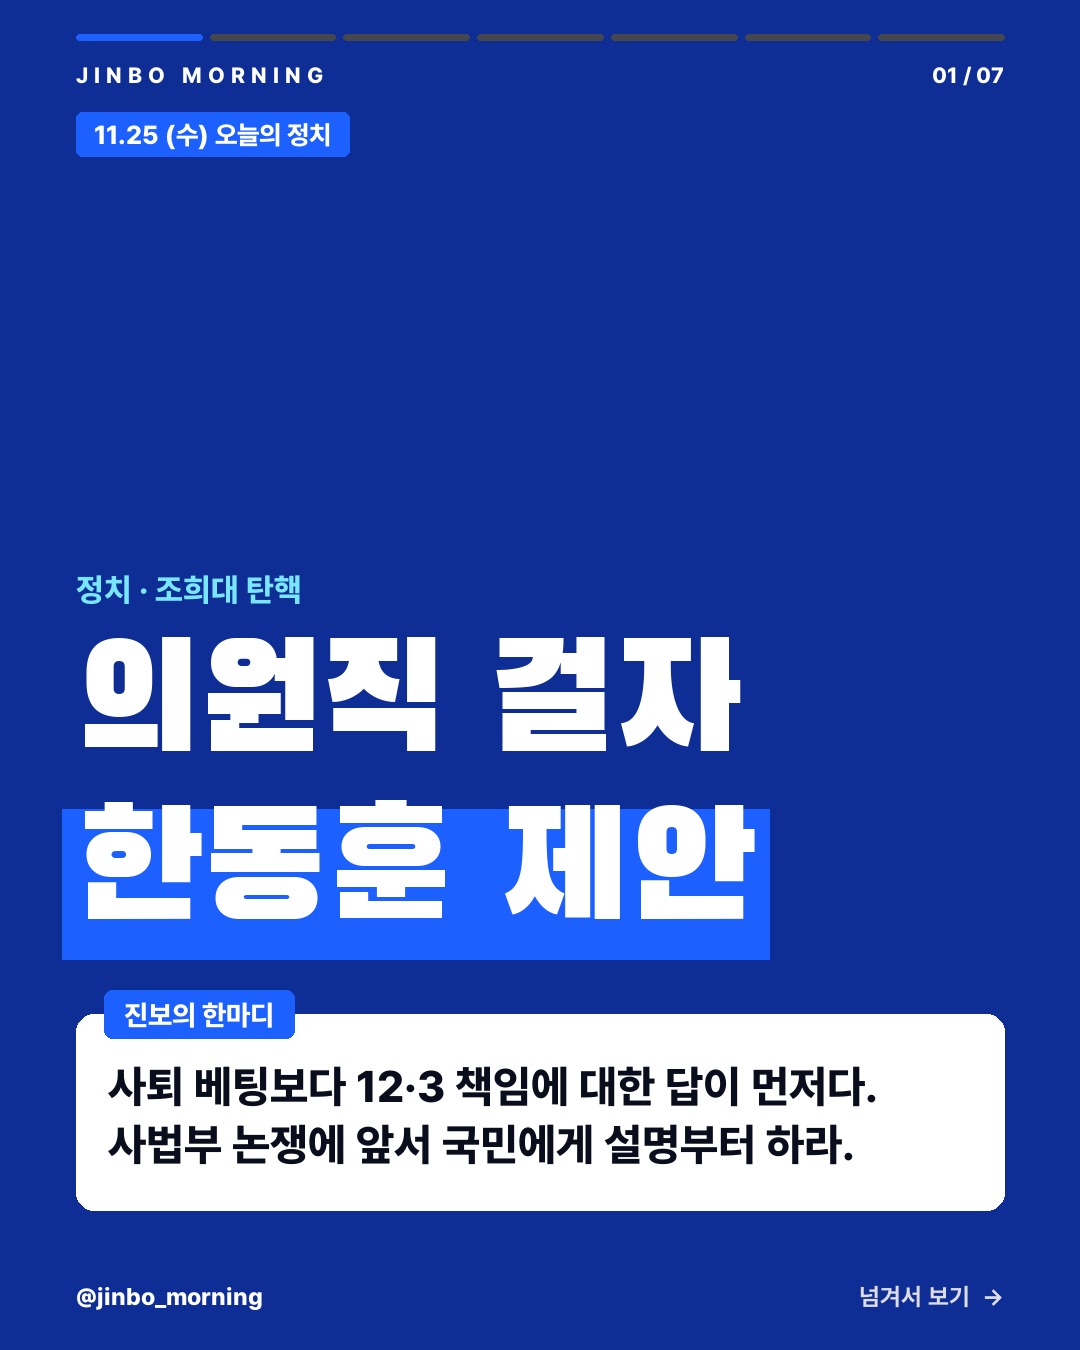 JINBO MORNING
01 / 07
11.25 (수) 오늘의 정치
정치 · 조희대 탄핵
의원직 걸자
한동훈 제안
진보의 한마디
사퇴 베팅보다 12·3 책임에 대한 답이 먼저다.
사법부 논쟁에 앞서 국민에게 설명부터 하라.
@jinbo_morning
넘겨서 보기 →